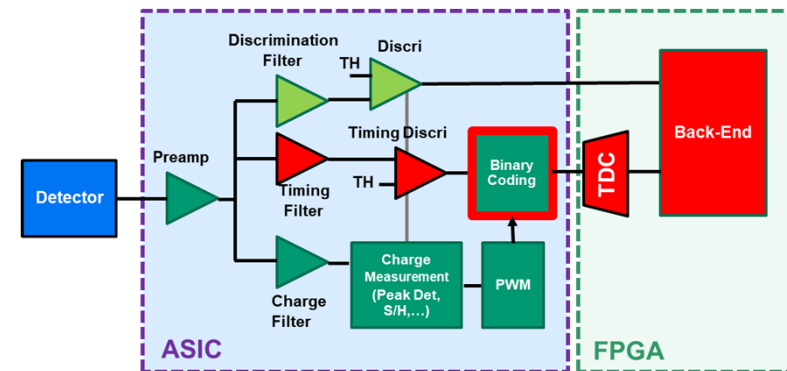 Discrimination
Filter
TH
Discri
Preamp
Detector
Timing
Filter
Timing Discri
TH
Binary
Coding
TDC
Back-End
Charge
Filter
Charge
Measurement
(Peak Det,
S/H,...)
PWM
ASIC
FPGA